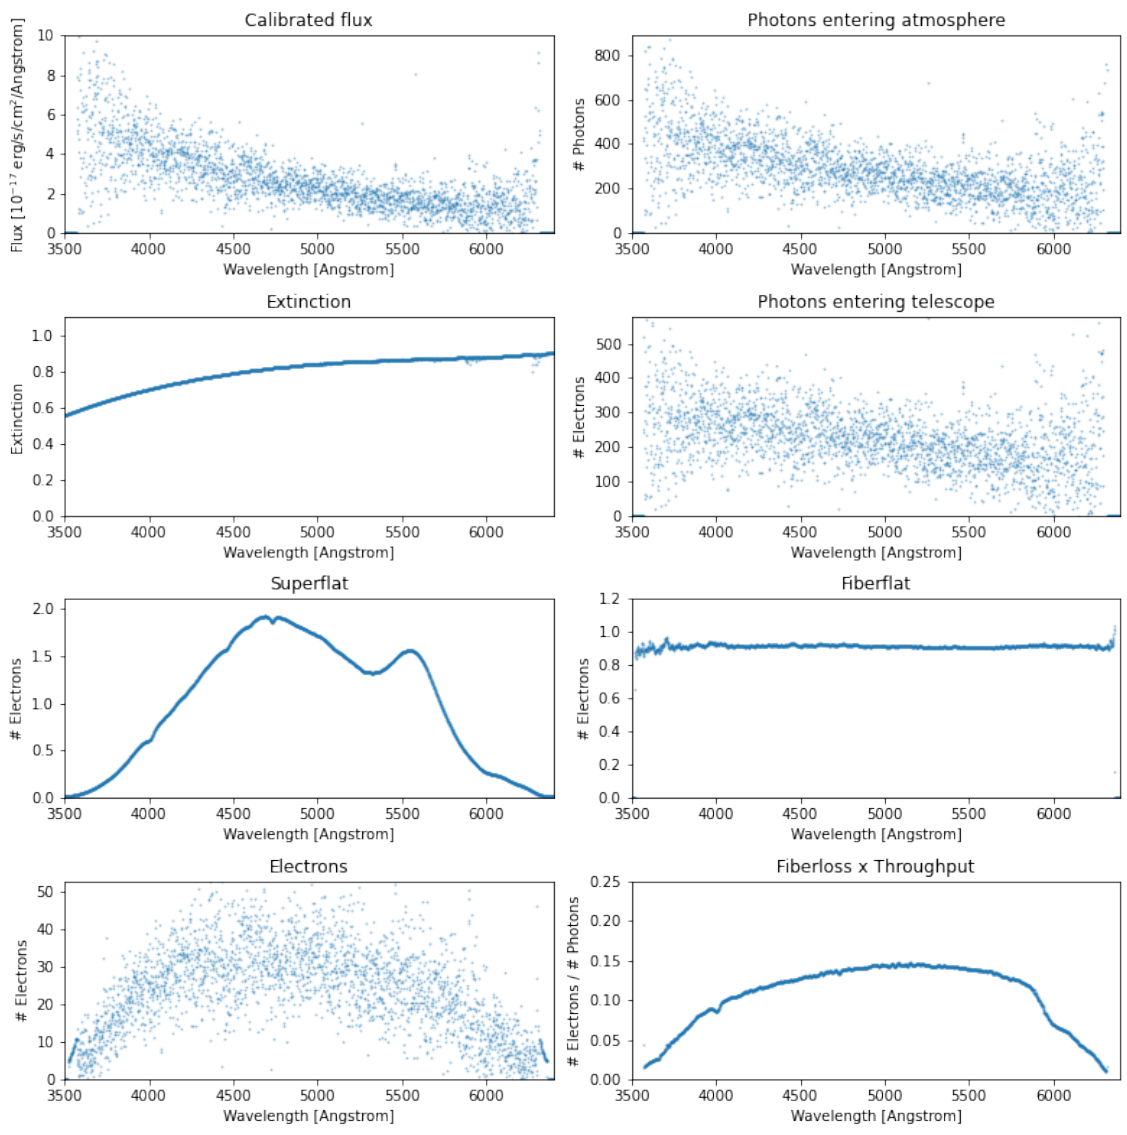 Calibrated flux
Flux [10⁻¹⁷ erg/s/cm²/Angstrom]
10
8
6
4
2
0
3500 4000 4500 5000 5500 6000
Wavelength [Angstrom]
Photons entering atmosphere
# Photons
800
600
400
200
0
3500 4000 4500 5000 5500 6000
Wavelength [Angstrom]
Extinction
Extinction
1.0
0.8
0.6
0.4
0.2
0.0
3500 4000 4500 5000 5500 6000
Wavelength [Angstrom]
Photons entering telescope
# Electrons
500
400
300
200
100
0
3500 4000 4500 5000 5500 6000
Wavelength [Angstrom]
Superflat
# Electrons
2.0
1.5
1.0
0.5
0.0
3500 4000 4500 5000 5500 6000
Wavelength [Angstrom]
Fiberflat
# Electrons
1.2
1.0
0.8
0.6
0.4
0.2
0.0
3500 4000 4500 5000 5500 6000
Wavelength [Angstrom]
Electrons
# Electrons
50
40
30
20
10
0
3500 4000 4500 5000 5500 6000
Wavelength [Angstrom]
Fiberloss x Throughput
# Electrons / # Photons
0.25
0.20
0.15
0.10
0.05
0.00
3500 4000 4500 5000 5500 6000
Wavelength [Angstrom]